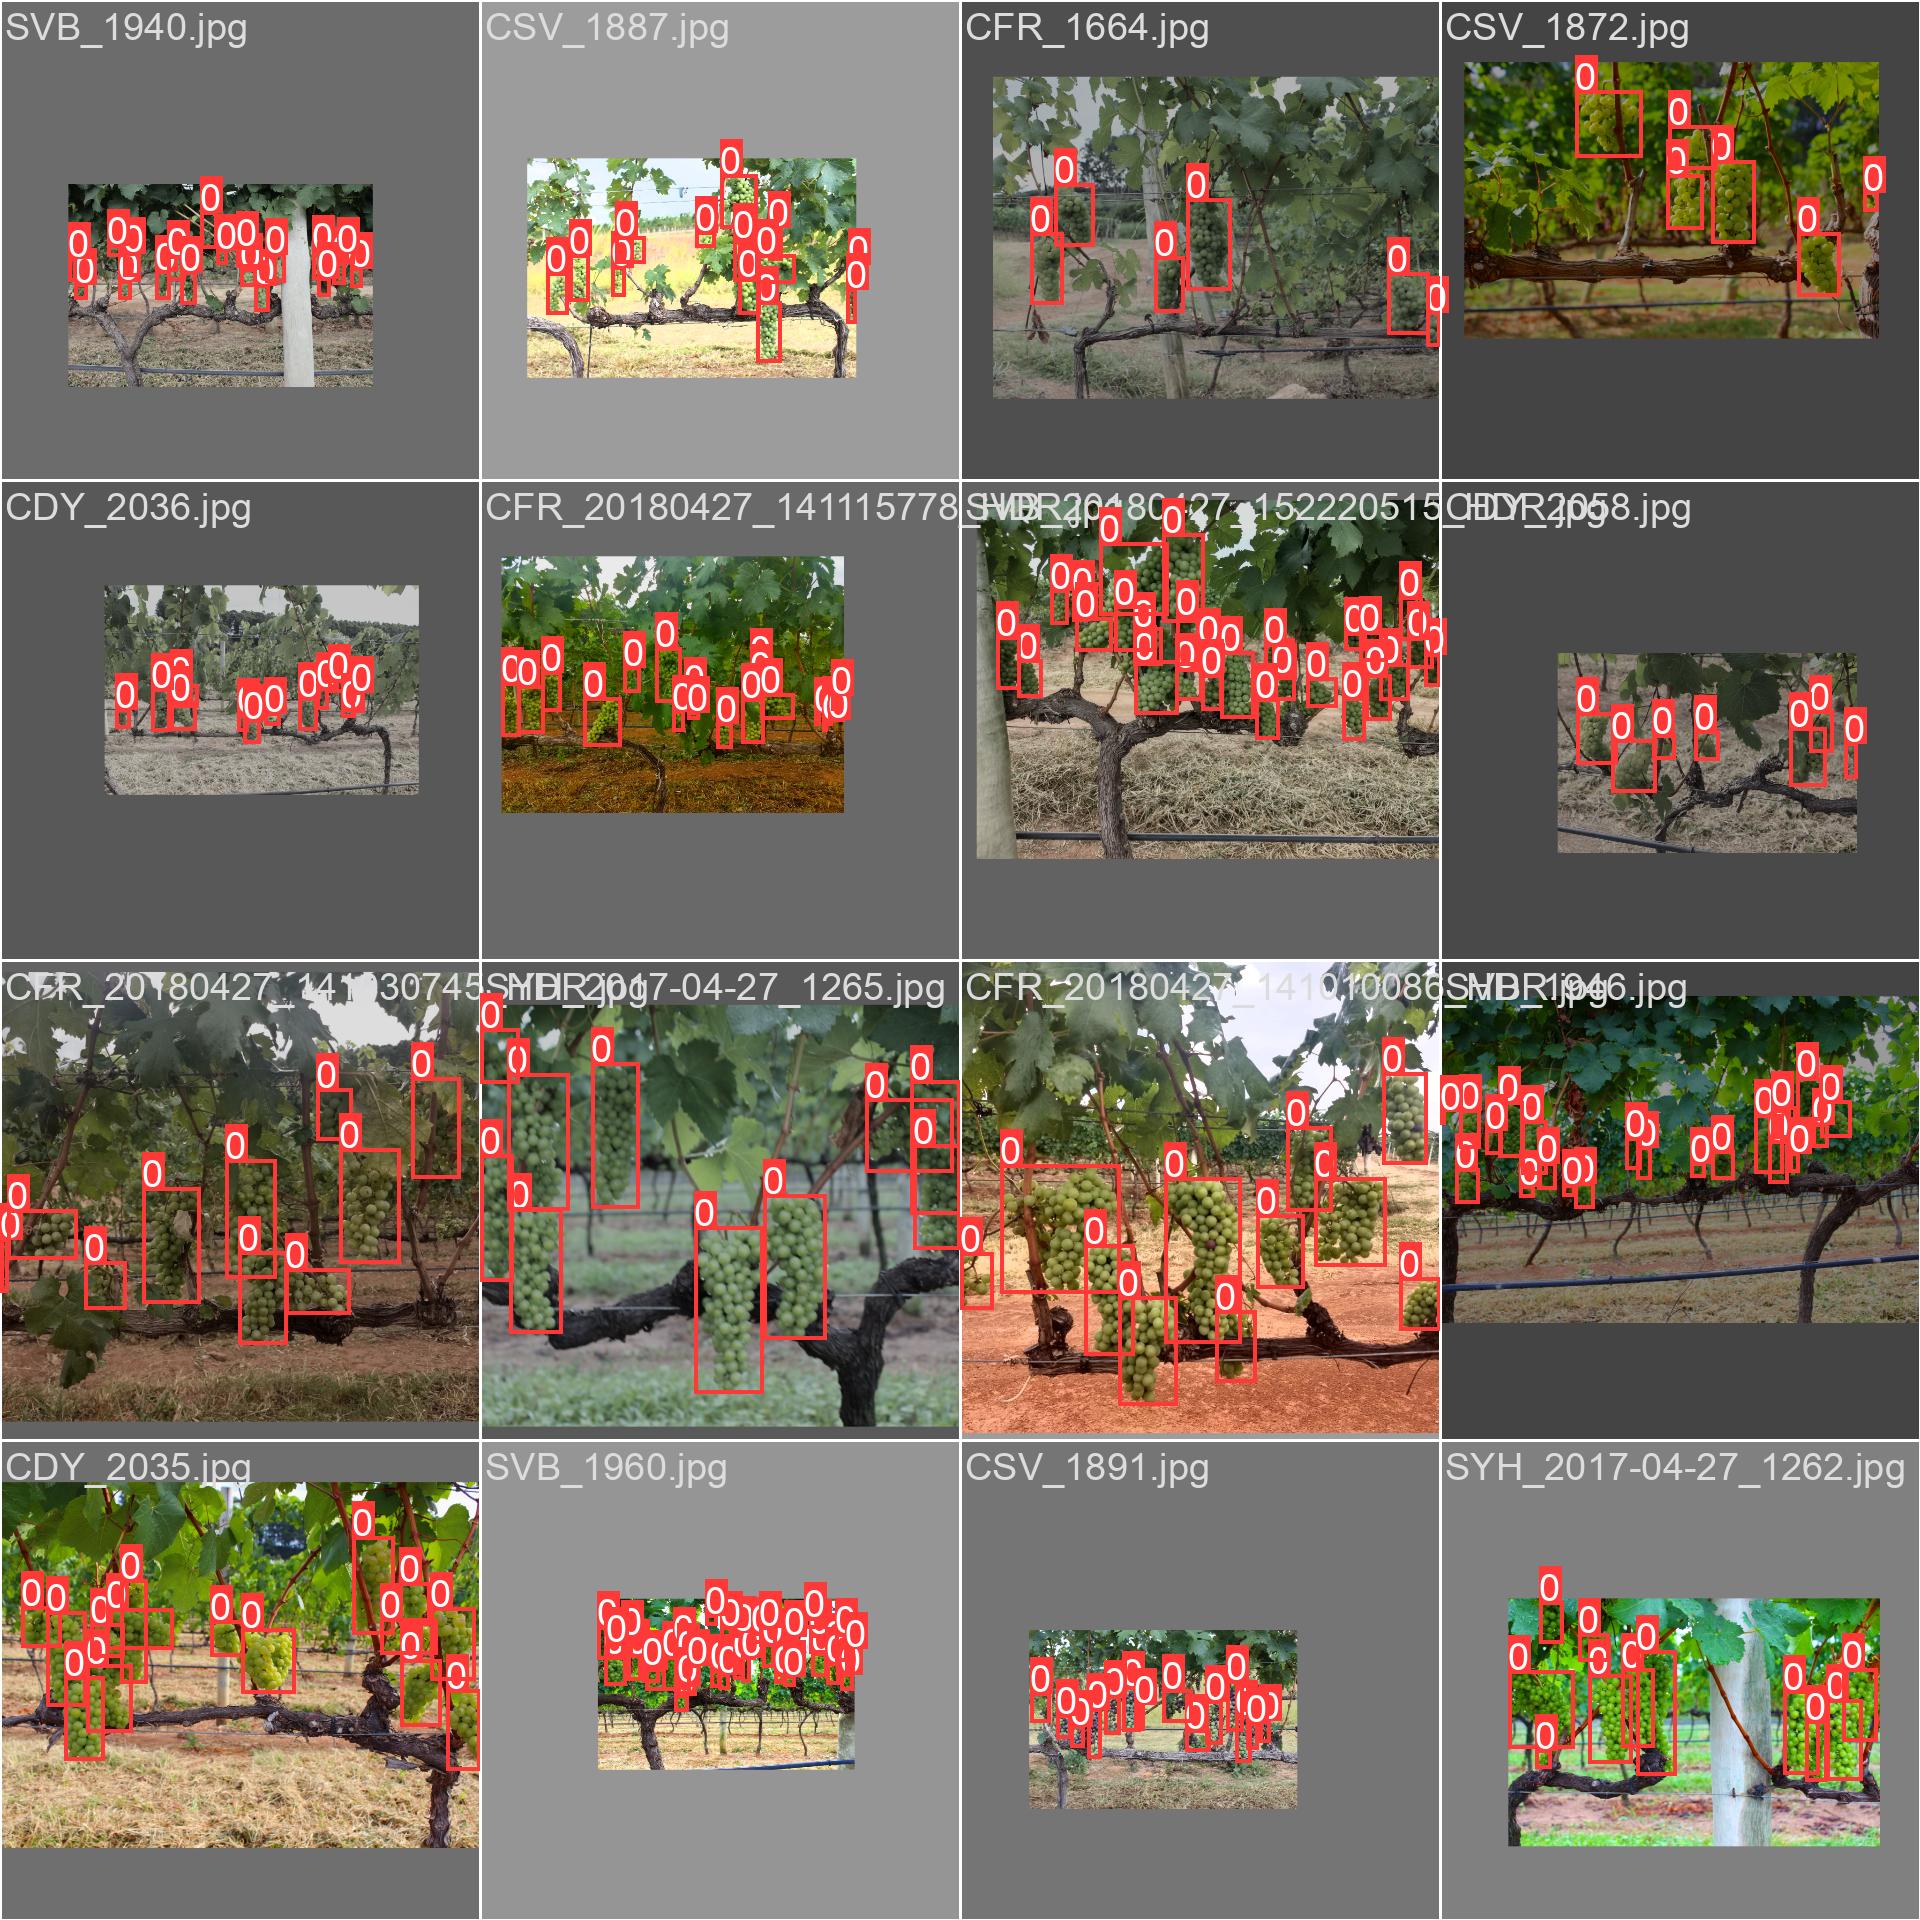 SVB_1940.jpg
CSV_1887.jpg
CFR_1664.jpg
CSV_1872.jpg
CDY_2036.jpg
CFR_20180427_141115778_HDR.jpg
SVB_20180427_152220515_HDR.jpg
CDY_2058.jpg
CFR_20180427_141030745_HDR.jpg
SYH_2017-04-27_1265.jpg
CFR_20180427_141010086_HDR.jpg
SVB_1946.jpg
CDY_2035.jpg
SVB_1960.jpg
CSV_1891.jpg
SYH_2017-04-27_1262.jpg